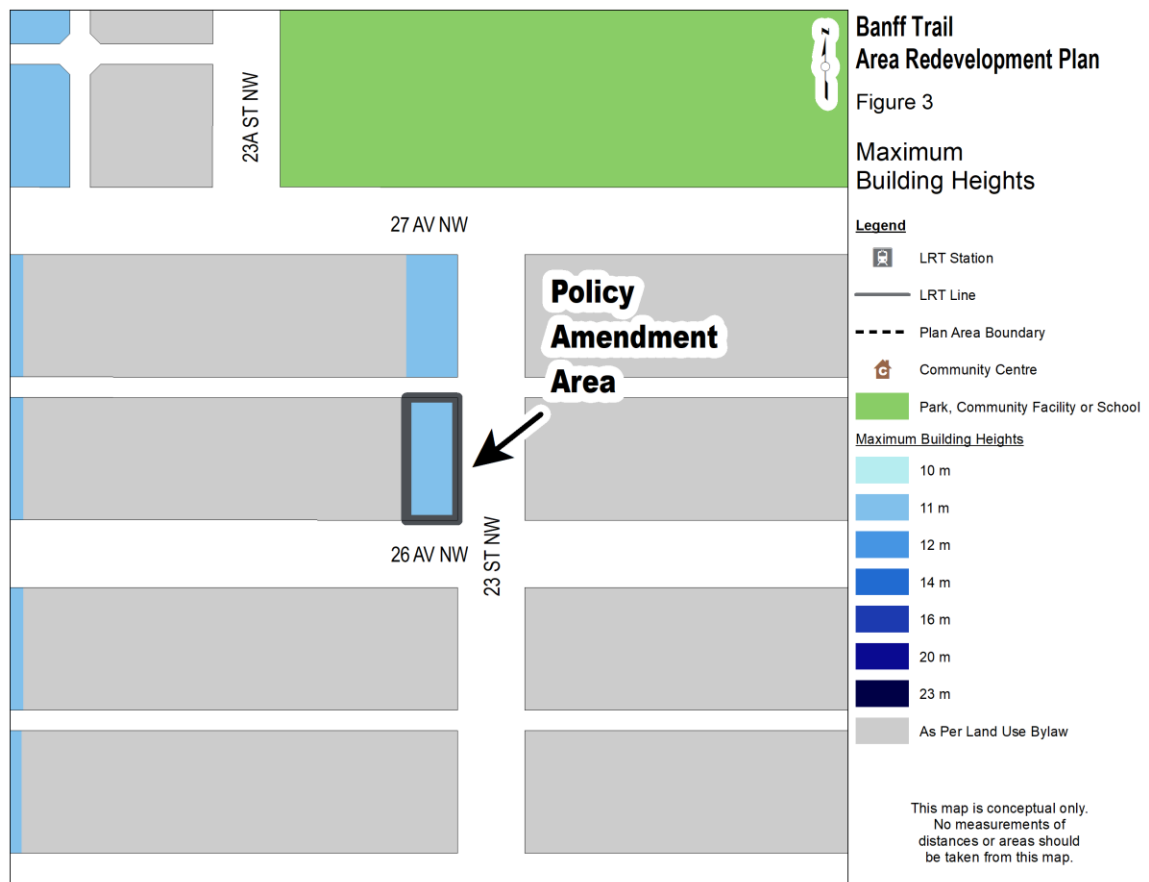 23A ST NW
27 AV NW
Policy
Amendment
Area
26 AV NW
23 ST NW
N
Banff Trail
Area Redevelopment Plan
Figure 3
Maximum
Building Heights
Legend
LRT Station
LRT Line
Plan Area Boundary
C
Community Centre
Park, Community Facility or School
Maximum Building Heights
10 m
11 m
12 m
14 m
16 m
20 m
23 m
As Per Land Use Bylaw
This map is conceptual only.
No measurements of
distances or areas should
be taken from this map.